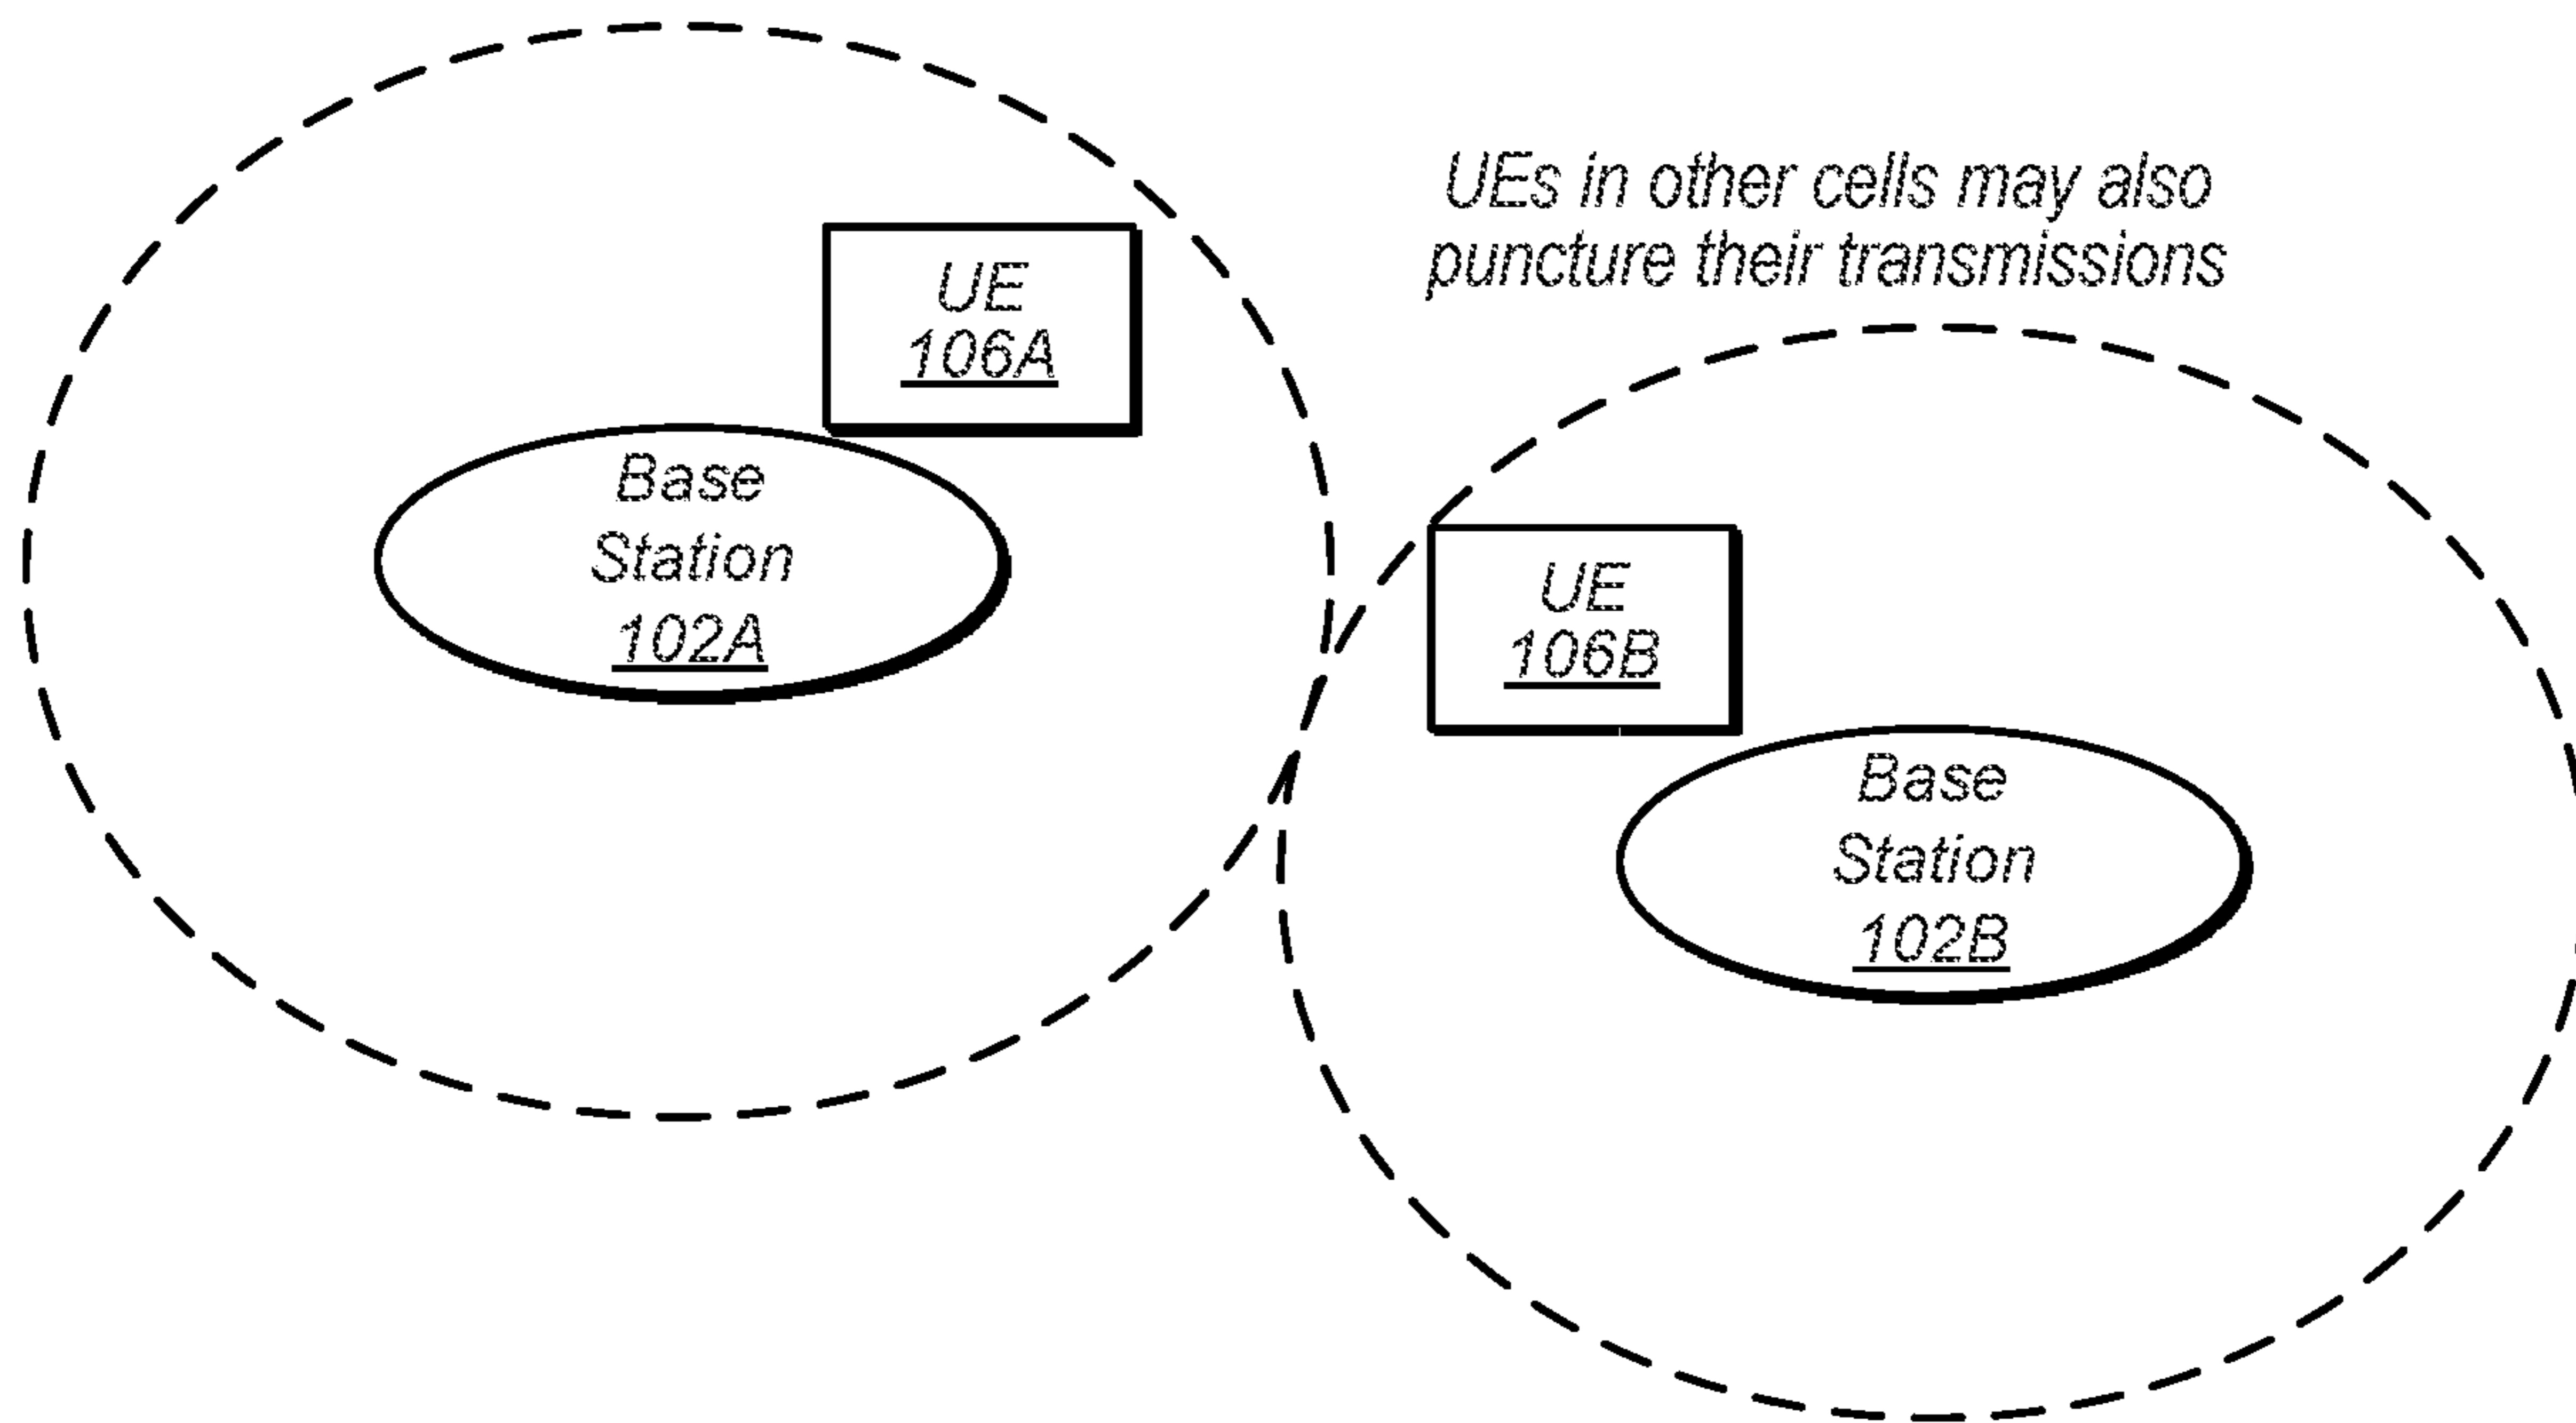 UEs in other cells may also
puncture their transmissions
UE
106A
Base
Station
102A
UE
106B
Base
Station
102B